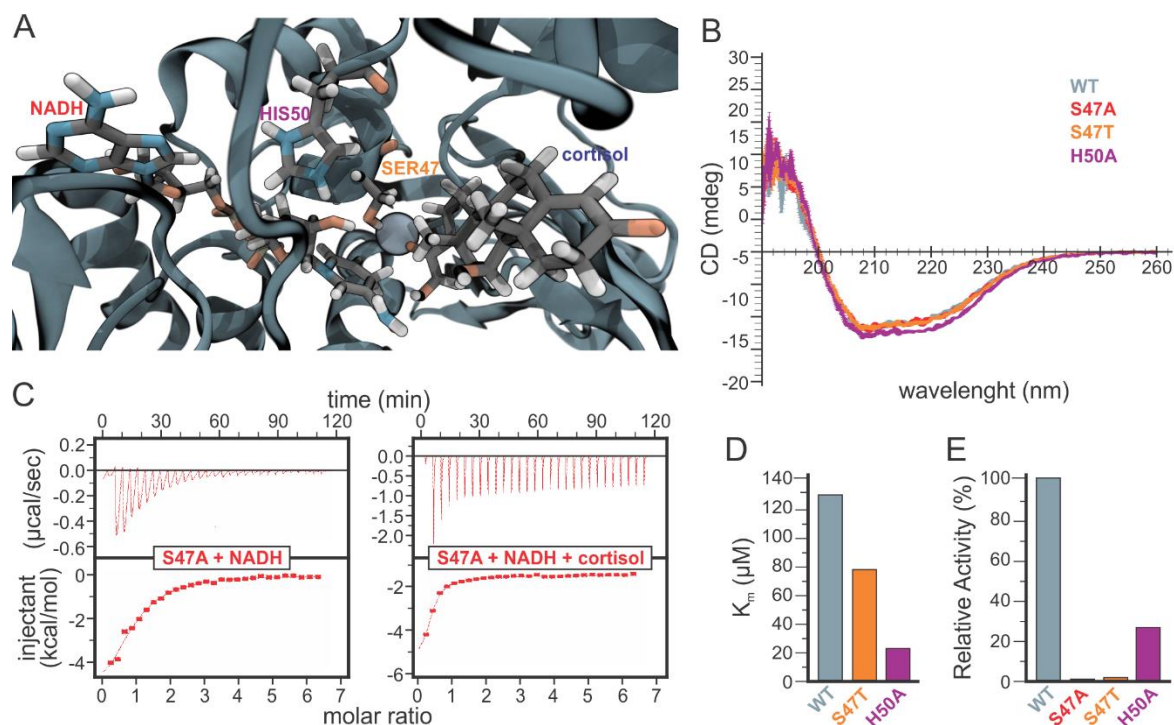 A
NADH
HIS50
SER47
cortisol
B
WT
S47A
S47T
H50A
CD (mdeg)
30
20
10
0
-5
-10
-15
-20
200 210 220 230 240 250 260
wavelenght (nm)
C
time (min)
0 30 60 90 120
0 30 60 90 120
(µcal/sec)
0.2
0.0
-0.2
-0.4
-0.6
0.0
-0.5
-1.0
-1.5
-2.0
S47A + NADH
S47A + NADH + cortisol
injectant
(kcal/mol)
0
-2
-4
-2
-4
-6
0 1 2 3 4 5 6 7
0 1 2 3 4 5 6 7
molar ratio
D
Km (µM)
140
120
100
80
60
40
20
0
WT
S47T
H50A
E
Relative Activity (%)
100
80
60
40
20
0
WT
S47A
S47T
H50A